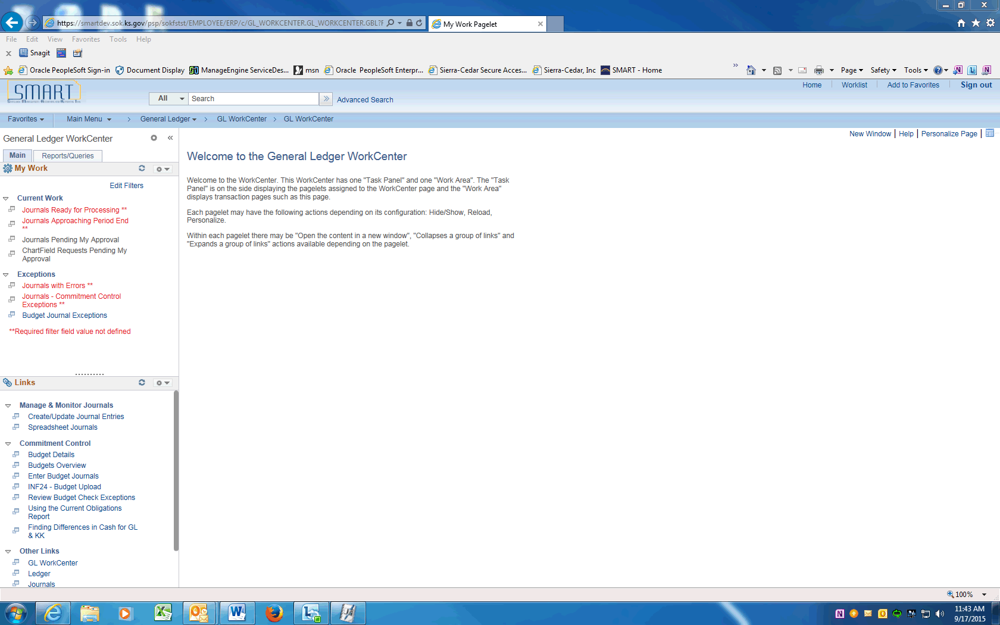 https://smartdev.sok.ks.gov/psp/sokfstst/EMPLOYEE/ERP/c/GL_WORKCENTER.GL_WORKCENTER.GBL?F
My Work Pagelet
File Edit View Favorites Tools Help
Snagit
Oracle PeopleSoft Sign-in Document Display ManageEngine ServiceDes... msn Oracle PeopleSoft Enterpr... Sierra-Cedar Secure Acces... Sierra-Cedar, Inc SMART - Home » Page Safety Tools
SMART
Home Worklist Add to Favorites Sign out
All Search Advanced Search
Favorites Main Menu > General Ledger > GL WorkCenter > GL WorkCenter
New Window | Help | Personalize Page |
General Ledger WorkCenter «
Main Reports/Queries
My Work
Edit Filters
Current Work
Journals Ready for Processing **
Journals Approaching Period End
**
Journals Pending My Approval
ChartField Requests Pending My
Approval
Exceptions
Journals with Errors **
Journals - Commitment Control
Exceptions **
Budget Journal Exceptions
**Required filter field value not defined
Links
Manage & Monitor Journals
Create/Update Journal Entries
Spreadsheet Journals
Commitment Control
Budget Details
Budgets Overview
Enter Budget Journals
INF24 - Budget Upload
Review Budget Check Exceptions
Using the Current Obligations
Report
Finding Differences in Cash for GL
& KK
Other Links
GL WorkCenter
Ledger
Journals
Welcome to the General Ledger WorkCenter
Welcome to the WorkCenter. This WorkCenter has one "Task Panel" and one "Work Area". The "Task
Panel" is on the side displaying the pagelets assigned to the WorkCenter page and the "Work Area"
displays transaction pages such as this page.
Each pagelet may have the following actions depending on its configuration: Hide/Show, Reload,
Personalize.
Within each pagelet there may be "Open the content in a new window", "Collapses a group of links" and
"Expands a group of links" actions available depending on the pagelet.
100%
11:43 AM
9/17/2015